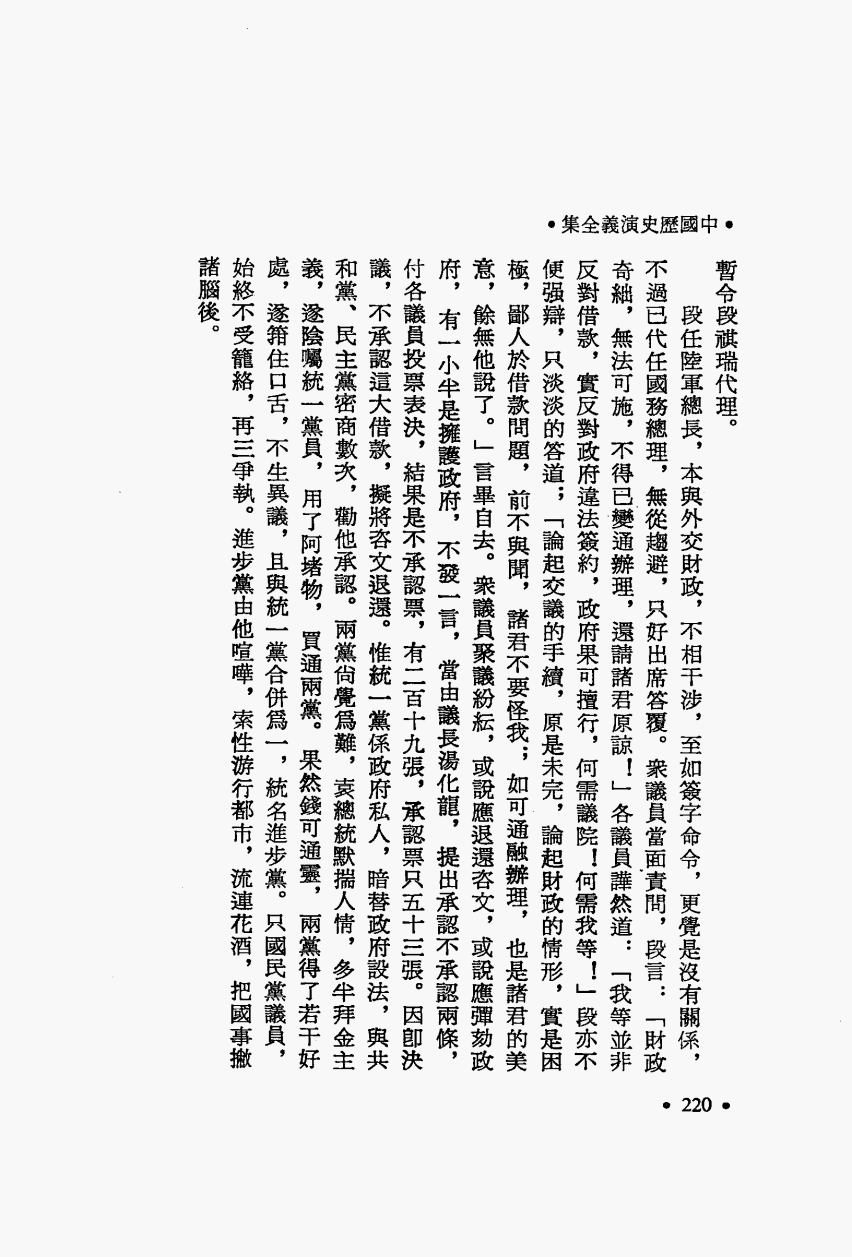 •中國歷史演義全集•
暫令段祺瑞代理。
段任陸軍總長，本與外交財政，不相干涉，至如簽字命令，更覺是沒有關係，
不過已代任國務總理，無從趨避，只好出席答覆。衆議員當面責問，段言：「財政
奇絀，無法可施，不得已變通辦理，還請諸君原諒！」各議員譁然道：「我等並非
反對借款，實反對政府違法簽約，政府果可擅行，何需議院！何需我等！」段亦不
便强辯，只淡淡的答道；「論起交議的手續，原是未完，論起財政的情形，實是困
極，鄙人於借款問題，前不與聞，諸君不要怪我；如可通融辦理，也是諸君的美
意，餘無他說了。」言畢自去。衆議員聚議紛紜，或說應退還咨文，或說應彈劾政
府，有一小半是擁護政府，不發一言，當由議長湯化龍，提出承認不承認兩條，
付各議員投票表決，結果是不承認票，有二百十九張，承認票只五十三張。因卽決
議，不承認這大借款，擬將咨文退還。惟統一黨係政府私人，暗替政府設法，與共
和黨、民主黨密商數次，勸他承認。兩黨尙覺爲難，袁總統默揣人情，多半拜金主
義，遂陰囑統一黨員，用了阿堵物，買通兩黨。果然錢可通靈，兩黨得了若干好
處，遂箝住口舌，不生異議，且與統一黨合併爲一，統名進步黨。只國民黨議員，
始終不受籠絡，再三爭執。進步黨由他喧嘩，索性游行都市，流連花酒，把國事撇
諸腦後。
•220•